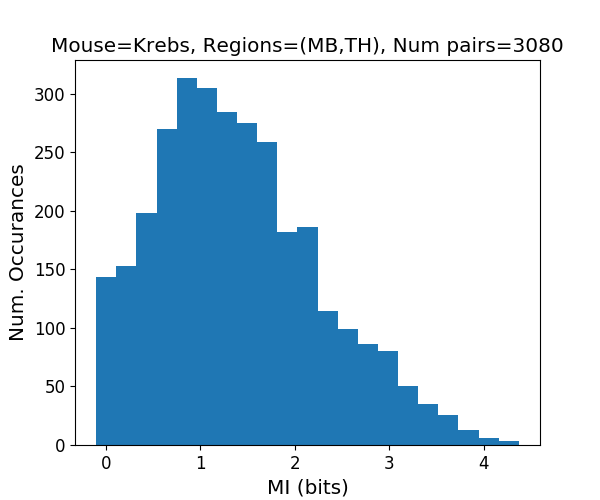 Mouse=Krebs, Regions=(MB,TH), Num pairs=3080
300
250
200
150
100
50
0
Num. Occurances
0 1 2 3 4
MI (bits)